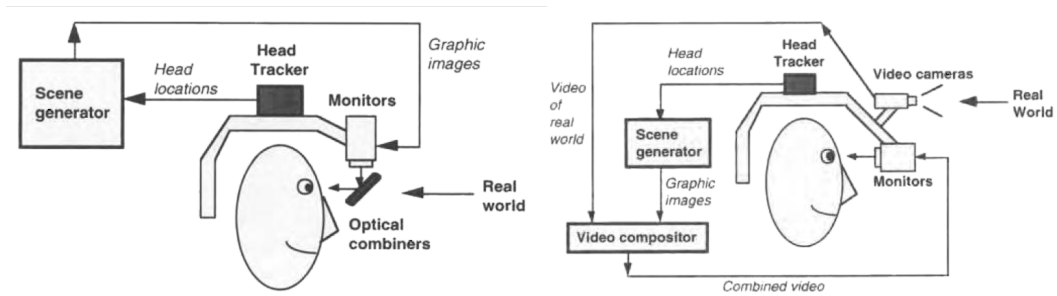 Scene
generator
Head
locations
Head
Tracker
Monitors
Graphic
images
Real
world
Optical
combiners
Video
of
real
world
Head
locations
Head
Tracker
Video cameras
Real
World
Scene
generator
Graphic
images
Monitors
Video compositor
Combined video